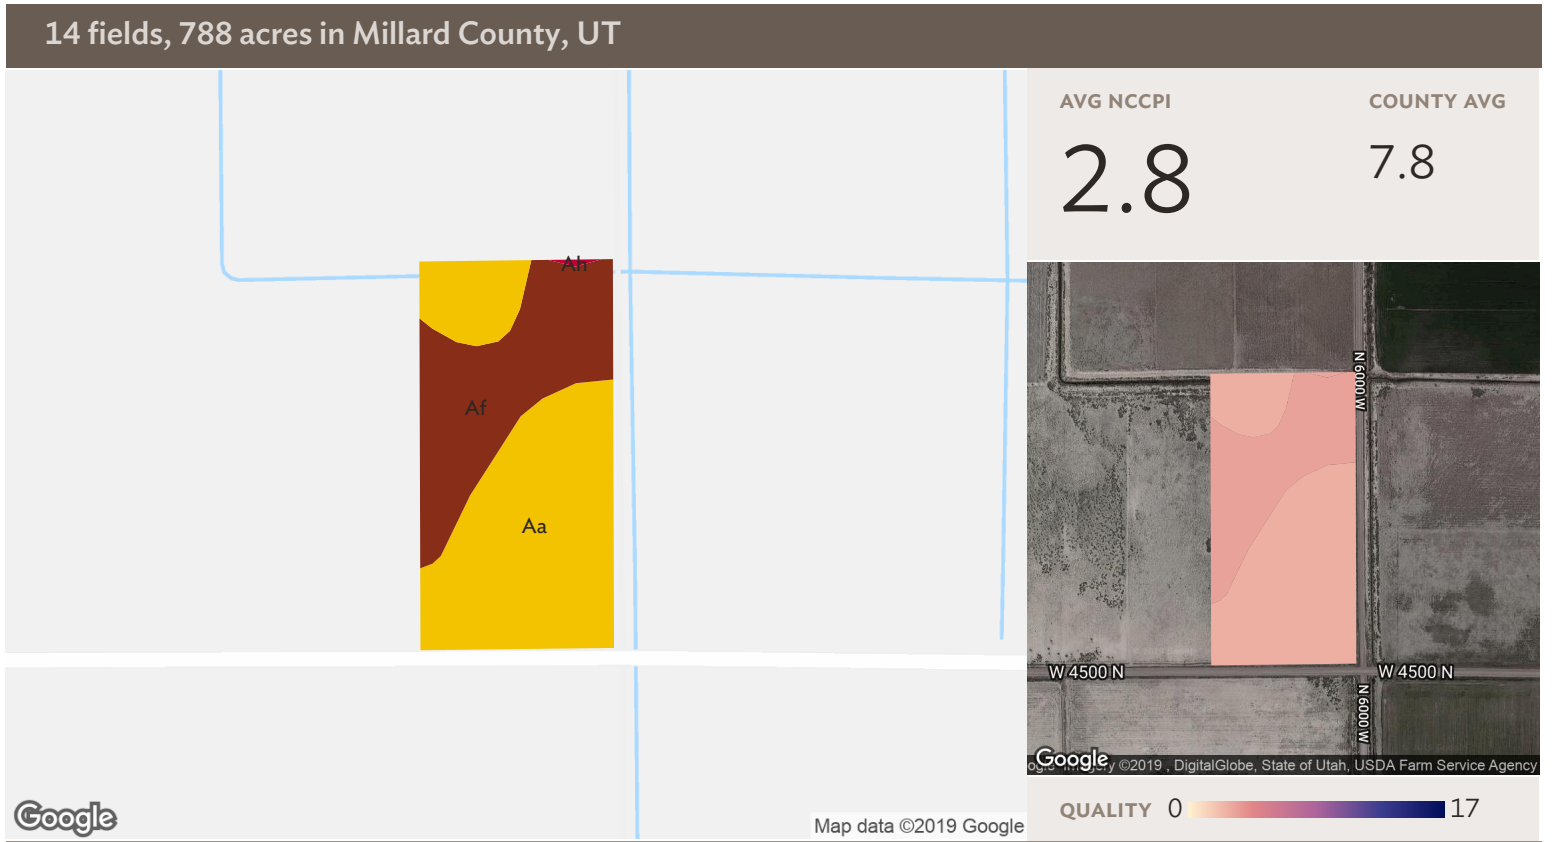 14 fields, 788 acres in Millard County, UT
AVG NCCPI
COUNTY AVG
2.8
7.8
Ah
Af
Aa
N 6000 W
W 4500 N
W 4500 N
N 6000 W
Google
Map data ©2019 Google
Google
Imagery ©2019 , DigitalGlobe, State of Utah, USDA Farm Service Agency
QUALITY 0 17